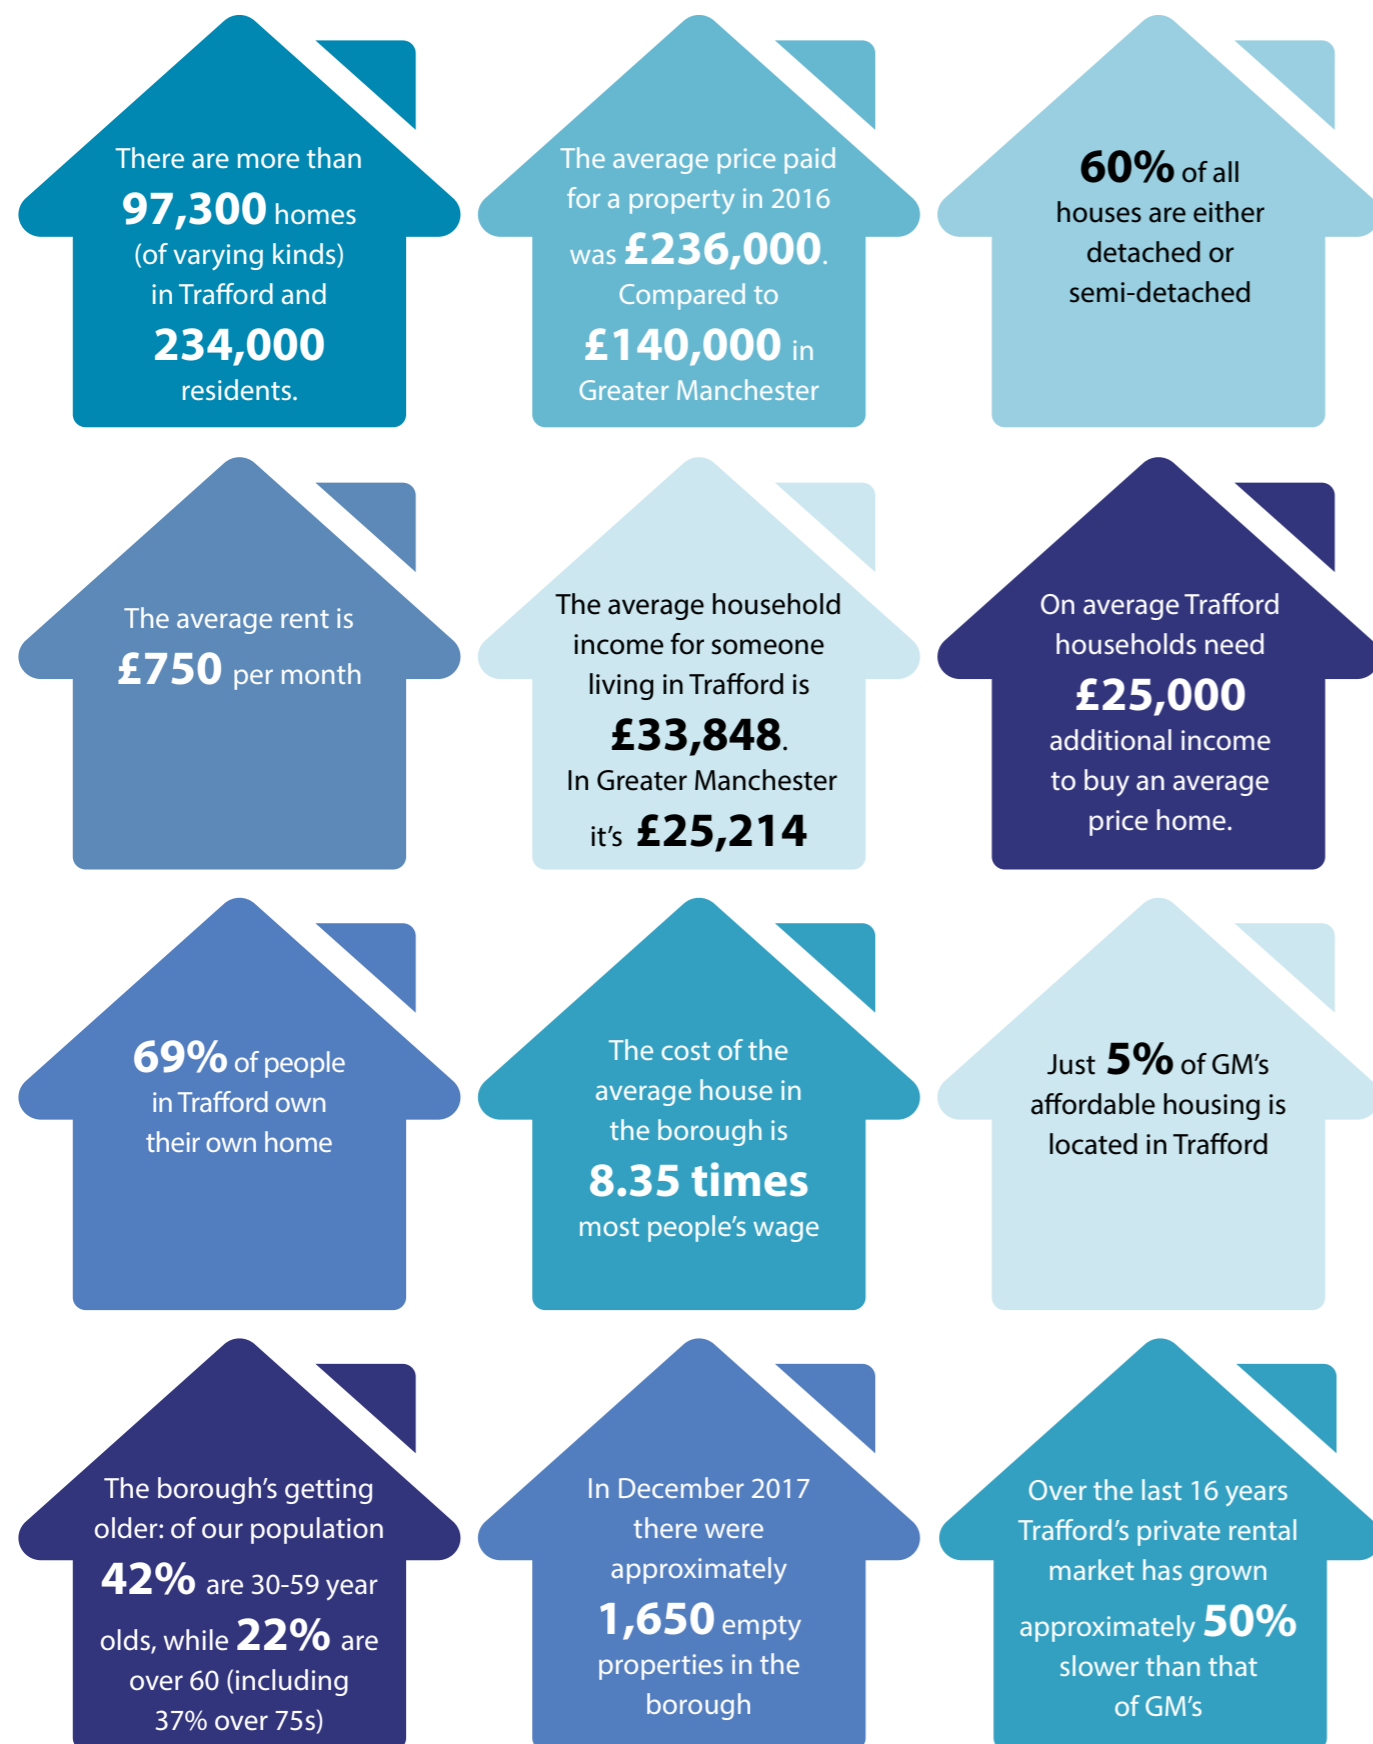 There are more than
97,300 homes
(of varying kinds)
in Trafford and
234,000
residents.
The average price paid
for a property in 2016
was £236,000.
Compared to
£140,000 in
Greater Manchester
60% of all
houses are either
detached or
semi-detached
The average rent is
£750 per month
The average household
income for someone
living in Trafford is
£33,848.
In Greater Manchester
it’s £25,214
On average Trafford
households need
£25,000
additional income
to buy an average
price home.
69% of people
in Trafford own
their own home
The cost of the
average house in
the borough is
8.35 times
most people’s wage
Just 5% of GM’s
affordable housing is
located in Trafford
The borough’s getting
older: of our population
42% are 30-59 year
olds, while 22% are
over 60 (including
37% over 75s)
In December 2017
there were
approximately
1,650 empty
properties in the
borough
Over the last 16 years
Trafford’s private rental
market has grown
approximately 50%
slower than that
of GM’s